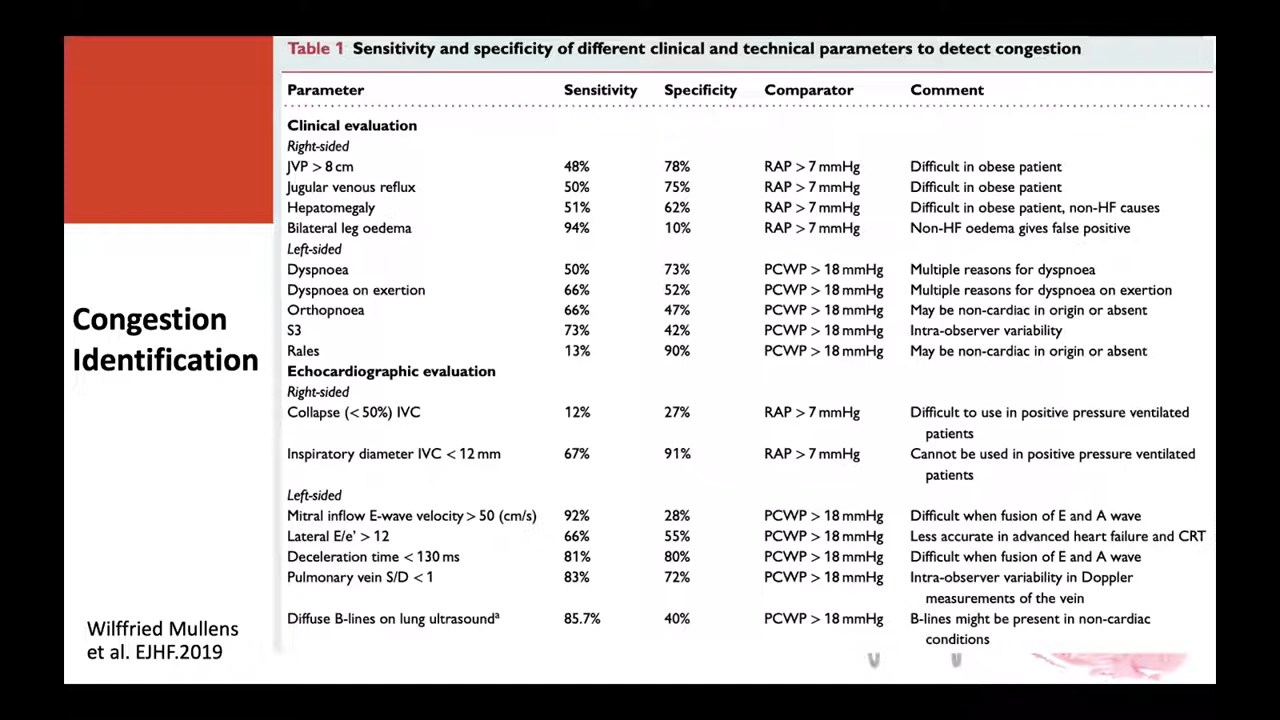 Table 1 Sensitivity and specificity of different clinical and technical parameters to detect congestion
Parameter Sensitivity Specificity Comparator Comment
Clinical evaluation
Right-sided
JVP > 8 cm 48% 78% RAP > 7 mmHg Difficult in obese patient
Jugular venous reflux 50% 75% RAP > 7 mmHg Difficult in obese patient
Hepatomegaly 51% 62% RAP > 7 mmHg Difficult in obese patient, non-HF causes
Bilateral leg oedema 94% 10% RAP > 7 mmHg Non-HF oedema gives false positive
Left-sided
Dyspnoea 50% 73% PCWP > 18 mmHg Multiple reasons for dyspnoea
Dyspnoea on exertion 66% 52% PCWP > 18 mmHg Multiple reasons for dyspnoea on exertion
Orthopnoea 66% 47% PCWP > 18 mmHg May be non-cardiac in origin or absent
S3 73% 42% PCWP > 18 mmHg Intra-observer variability
Rales 13% 90% PCWP > 18 mmHg May be non-cardiac in origin or absent
Echocardiographic evaluation
Right-sided
Collapse (< 50%) IVC 12% 27% RAP > 7 mmHg Difficult to use in positive pressure ventilated
patients
Inspiratory diameter IVC < 12 mm 67% 91% RAP > 7 mmHg Cannot be used in positive pressure ventilated
patients
Left-sided
Mitral inflow E-wave velocity > 50 (cm/s) 92% 28% PCWP > 18 mmHg Difficult when fusion of E and A wave
Lateral E/e' > 12 66% 55% PCWP > 18 mmHg Less accurate in advanced heart failure and CRT
Deceleration time < 130 ms 81% 80% PCWP > 18 mmHg Difficult when fusion of E and A wave
Pulmonary vein S/D < 1 83% 72% PCWP > 18 mmHg Intra-observer variability in Doppler
measurements of the vein
Diffuse B-lines on lung ultrasoundᵃ 85.7% 40% PCWP > 18 mmHg B-lines might be present in non-cardiac
conditions
Congestion
Identification
Wilffried Mullens
et al. EJHF.2019